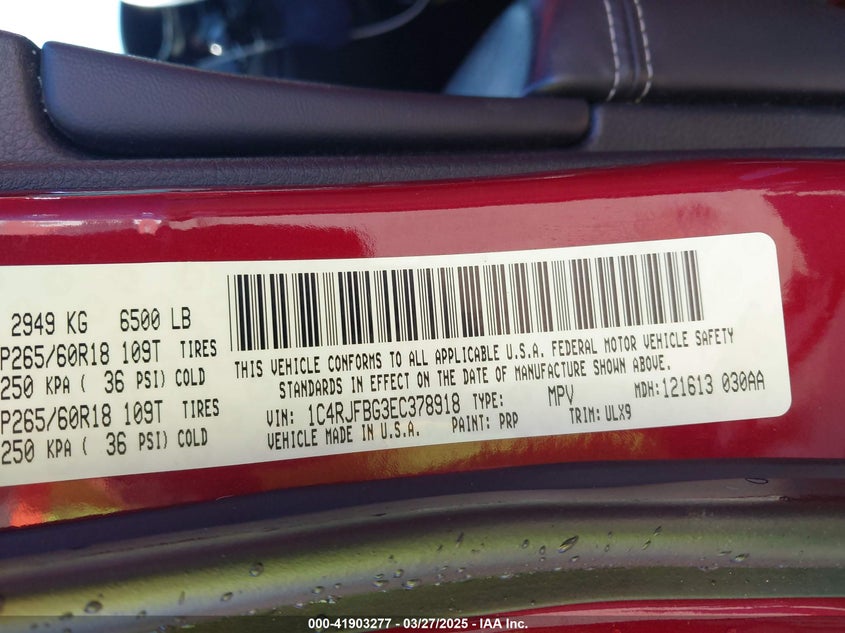 2949 KG 6500 LB
P265/60R18 109T TIRES
250 KPA ( 36 PSI) COLD
P265/60R18 109T TIRES
250 KPA ( 36 PSI) COLD
THIS VEHICLE CONFORMS TO ALL APPLICABLE U.S.A. FEDERAL MOTOR VEHICLE SAFETY
STANDARDS IN EFFECT ON THE DATE OF MANUFACTURE SHOWN ABOVE.
VIN: 1C4RJFBG3EC378918 TYPE: MPV MDH: 121613 030AA
VEHICLE MADE IN U.S.A. PAINT: PRP TRIM: ULX9
000-41903277 - 03/27/2025 - IAA Inc.